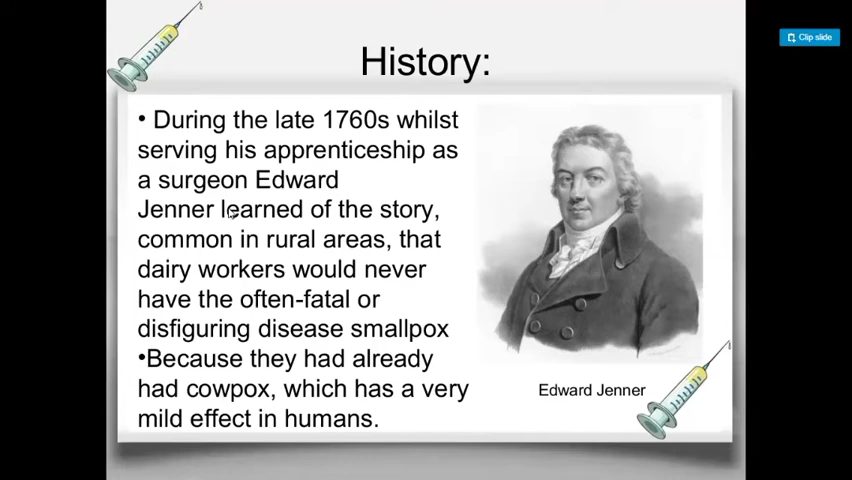 Clip slide
History:
• During the late 1760s whilst
serving his apprenticeship as
a surgeon Edward
Jenner learned of the story,
common in rural areas, that
dairy workers would never
have the often-fatal or
disfiguring disease smallpox
•Because they had already
had cowpox, which has a very
mild effect in humans.
Edward Jenner